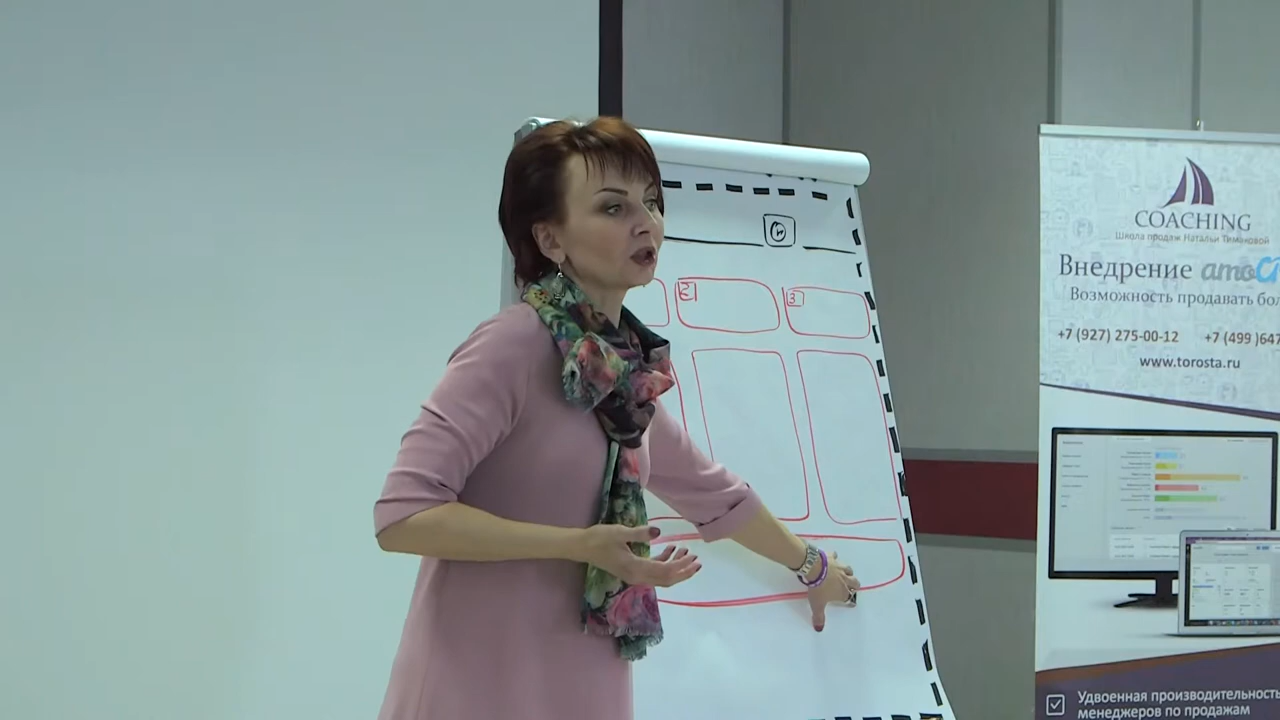 2
3
COACHING
Школа продаж Натальи Тимановой
Внедрение amoC
Возможность продавать бол
+7 (927) 275-00-12 +7 (499 )647
www.torosta.ru
Удвоенная производительность
менеджеров по продажам